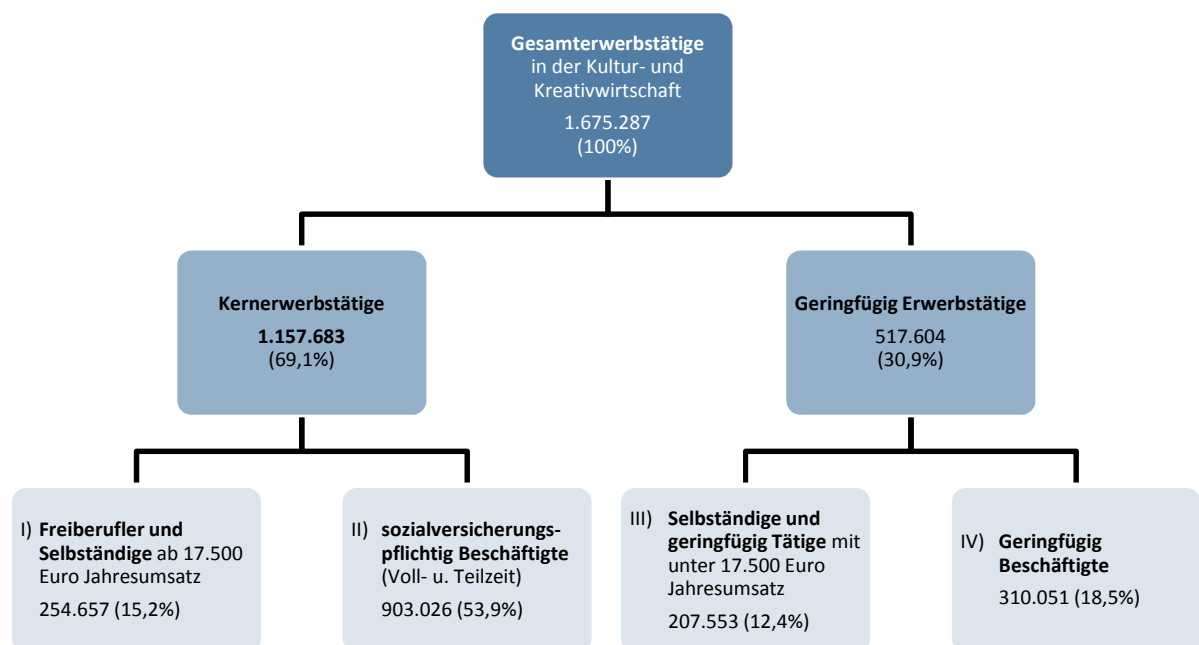 Gesamterwerbstätige
in der Kultur- und
Kreativwirtschaft
1.675.287
(100%)
Kernerwerbstätige
1.157.683
(69,1%)
Geringfügig Erwerbstätige
517.604
(30,9%)
I) Freiberufler und
Selbständige ab 17.500
Euro Jahresumsatz
254.657 (15,2%)
II) sozialversicherungs-
pflichtig Beschäftigte
(Voll- u. Teilzeit)
903.026 (53,9%)
III) Selbständige und
geringfügig Tätige mit
unter 17.500 Euro
Jahresumsatz
207.553 (12,4%)
IV) Geringfügig
Beschäftigte
310.051 (18,5%)